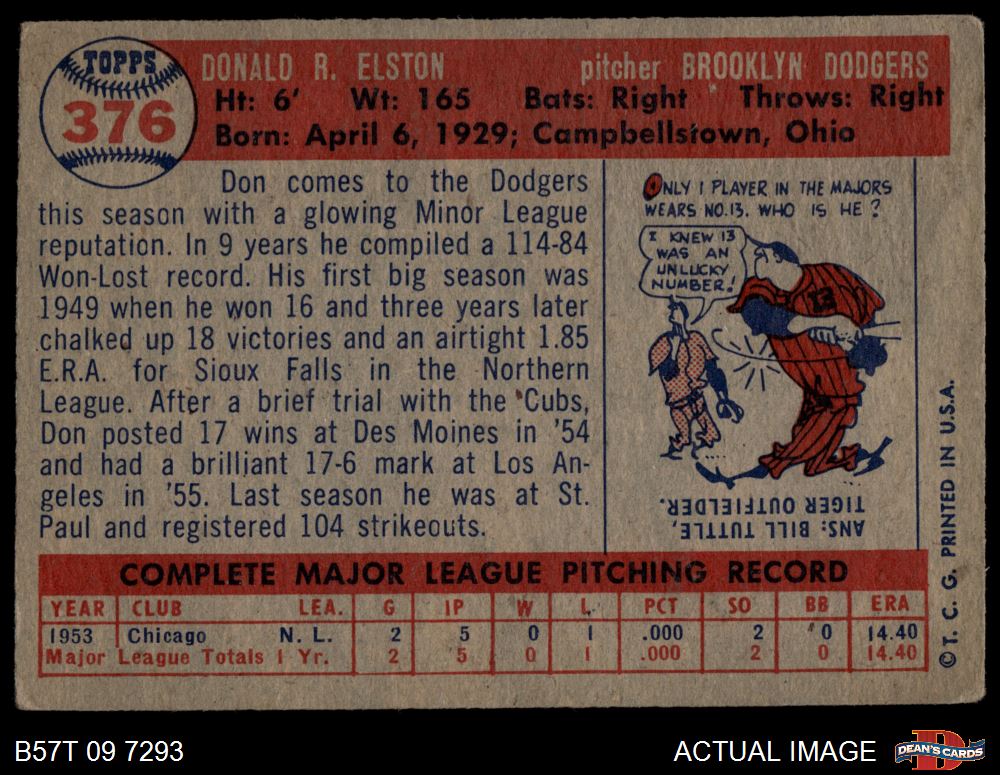 TOPPS
376
DONALD R. ELSTON pitcher BROOKLYN DODGERS
Ht: 6' Wt: 165 Bats: Right Throws: Right
Born: April 6, 1929; Campbellstown, Ohio
Don comes to the Dodgers
this season with a glowing Minor League
reputation. In 9 years he compiled a 114-84
Won-Lost record. His first big season was
1949 when he won 16 and three years later
chalked up 18 victories and an airtight 1.85
E.R.A. for Sioux Falls in the Northern
League. After a brief trial with the Cubs,
Don posted 17 wins at Des Moines in '54
and had a brilliant 17-6 mark at Los An-
geles in '55. Last season he was at St.
Paul and registered 104 strikeouts.
ONLY 1 PLAYER IN THE MAJORS
WEARS NO.13. WHO IS HE?
I KNEW 13
WAS AN
UNLUCKY
NUMBER!
13
ANS: BILL TUTTLE,
TIGER OUTFIELDER.
COMPLETE MAJOR LEAGUE PITCHING RECORD
YEAR CLUB LEA. G IP W L PCT SO BB ERA
1953 Chicago N. L. 2 5 0 1 .000 2 0 14.40
Major League Totals 1 Yr. 2 5 0 1 .000 2 0 14.40
© T. C. G. PRINTED IN U.S.A.
B57T 09 7293
ACTUAL IMAGE
DEAN'S CARDS